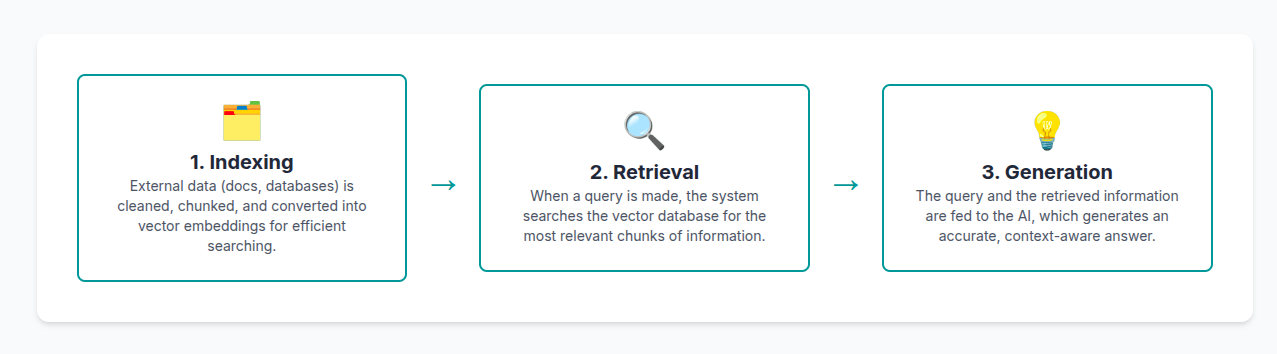 1. Indexing
External data (docs, databases) is
cleaned, chunked, and converted into
vector embeddings for efficient
searching.
→
2. Retrieval
When a query is made, the system
searches the vector database for the
most relevant chunks of information.
→
3. Generation
The query and the retrieved information
are fed to the AI, which generates an
accurate, context-aware answer.